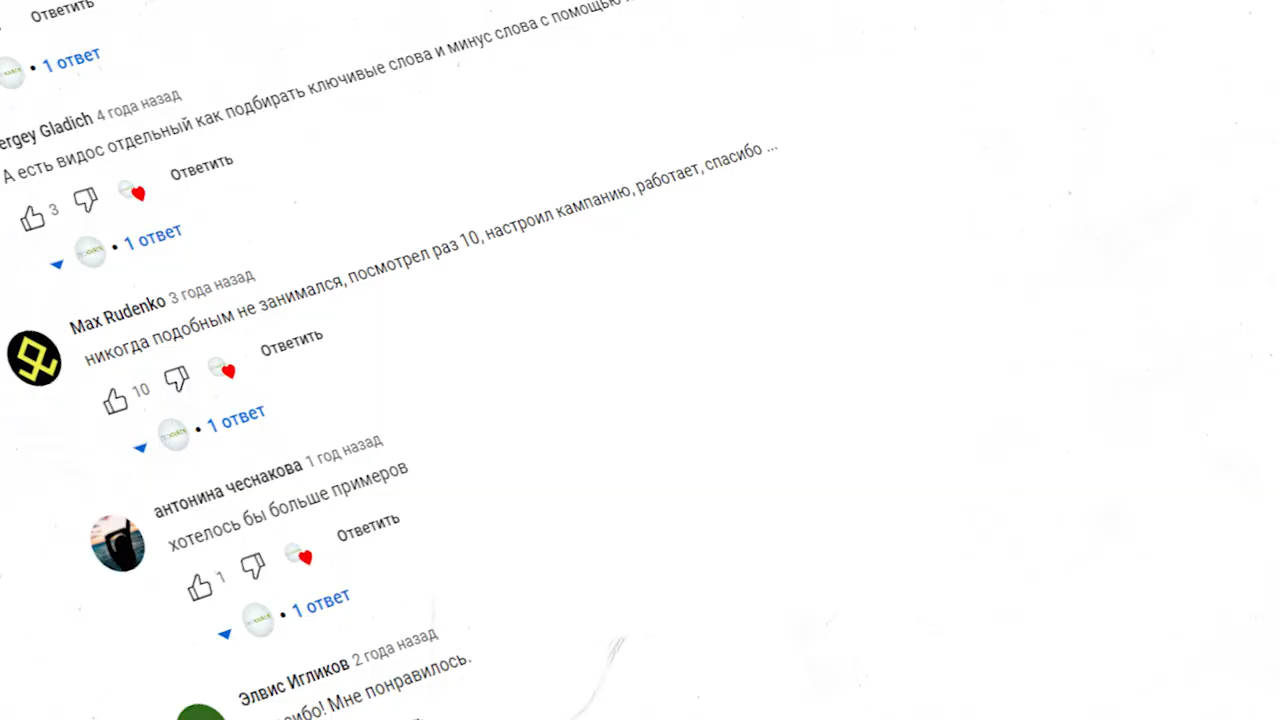 Ответить
• 1 ответ
ergey Gladich 4 года назад
А есть видос отдельный как подбирать ключивые слова и минус слова с помощью
3
Ответить
• 1 ответ
Max Rudenko 3 года назад
никогда подобным не занимался, посмотрел раз 10, настроил кампанию, работает, спасибо ...
10
Ответить
• 1 ответ
антонина чеснакова 1 год назад
хотелось бы больше примеров
1
Ответить
• 1 ответ
Элвис Игликов 2 года назад
сибо! Мне понравилось.